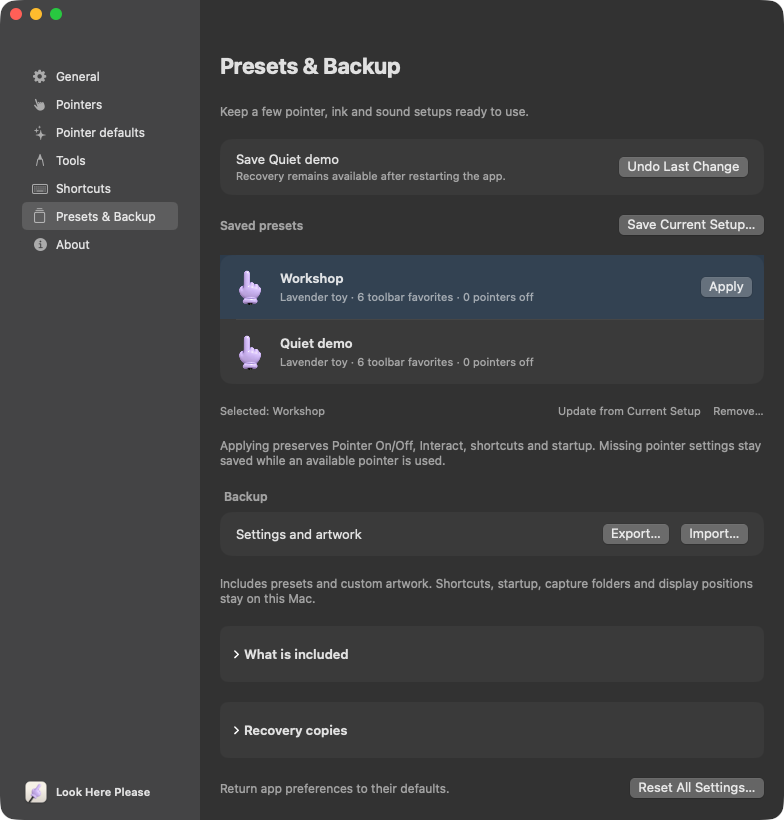 General
Pointers
Pointer defaults
Tools
Shortcuts
Presets & Backup
About
Look Here Please
Presets & Backup
Keep a few pointer, ink and sound setups ready to use.
Save Quiet demo
Recovery remains available after restarting the app.
Undo Last Change
Saved presets
Save Current Setup...
Workshop
Lavender toy · 6 toolbar favorites · 0 pointers off
Apply
Quiet demo
Lavender toy · 6 toolbar favorites · 0 pointers off
Selected: Workshop
Update from Current Setup
Remove...
Applying preserves Pointer On/Off, Interact, shortcuts and startup. Missing pointer settings stay
saved while an available pointer is used.
Backup
Settings and artwork
Export...
Import...
Includes presets and custom artwork. Shortcuts, startup, capture folders and display positions
stay on this Mac.
What is included
Recovery copies
Return app preferences to their defaults.
Reset All Settings...